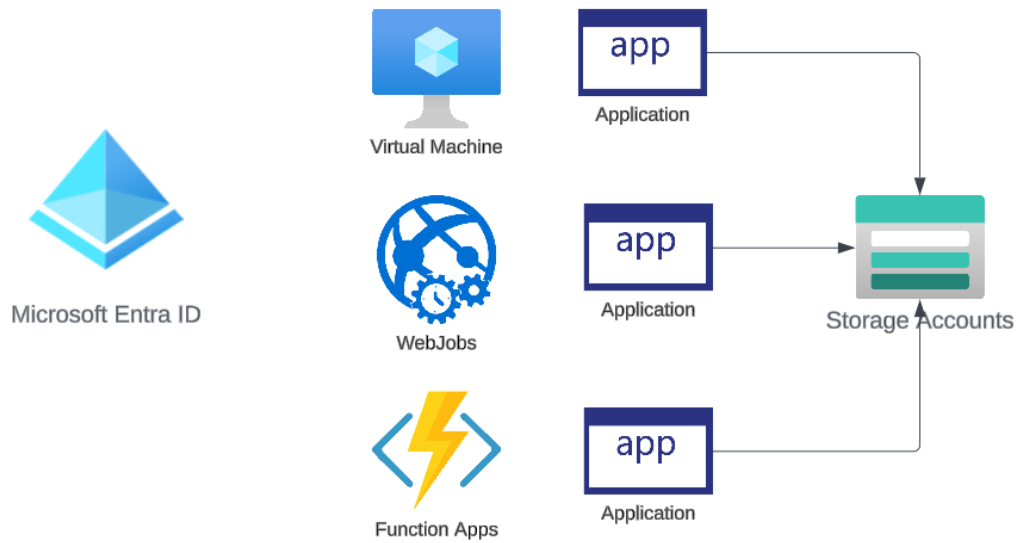 app
Application
Virtual Machine
app
Application
Microsoft Entra ID
Storage Accounts
WebJobs
app
Application
Function Apps